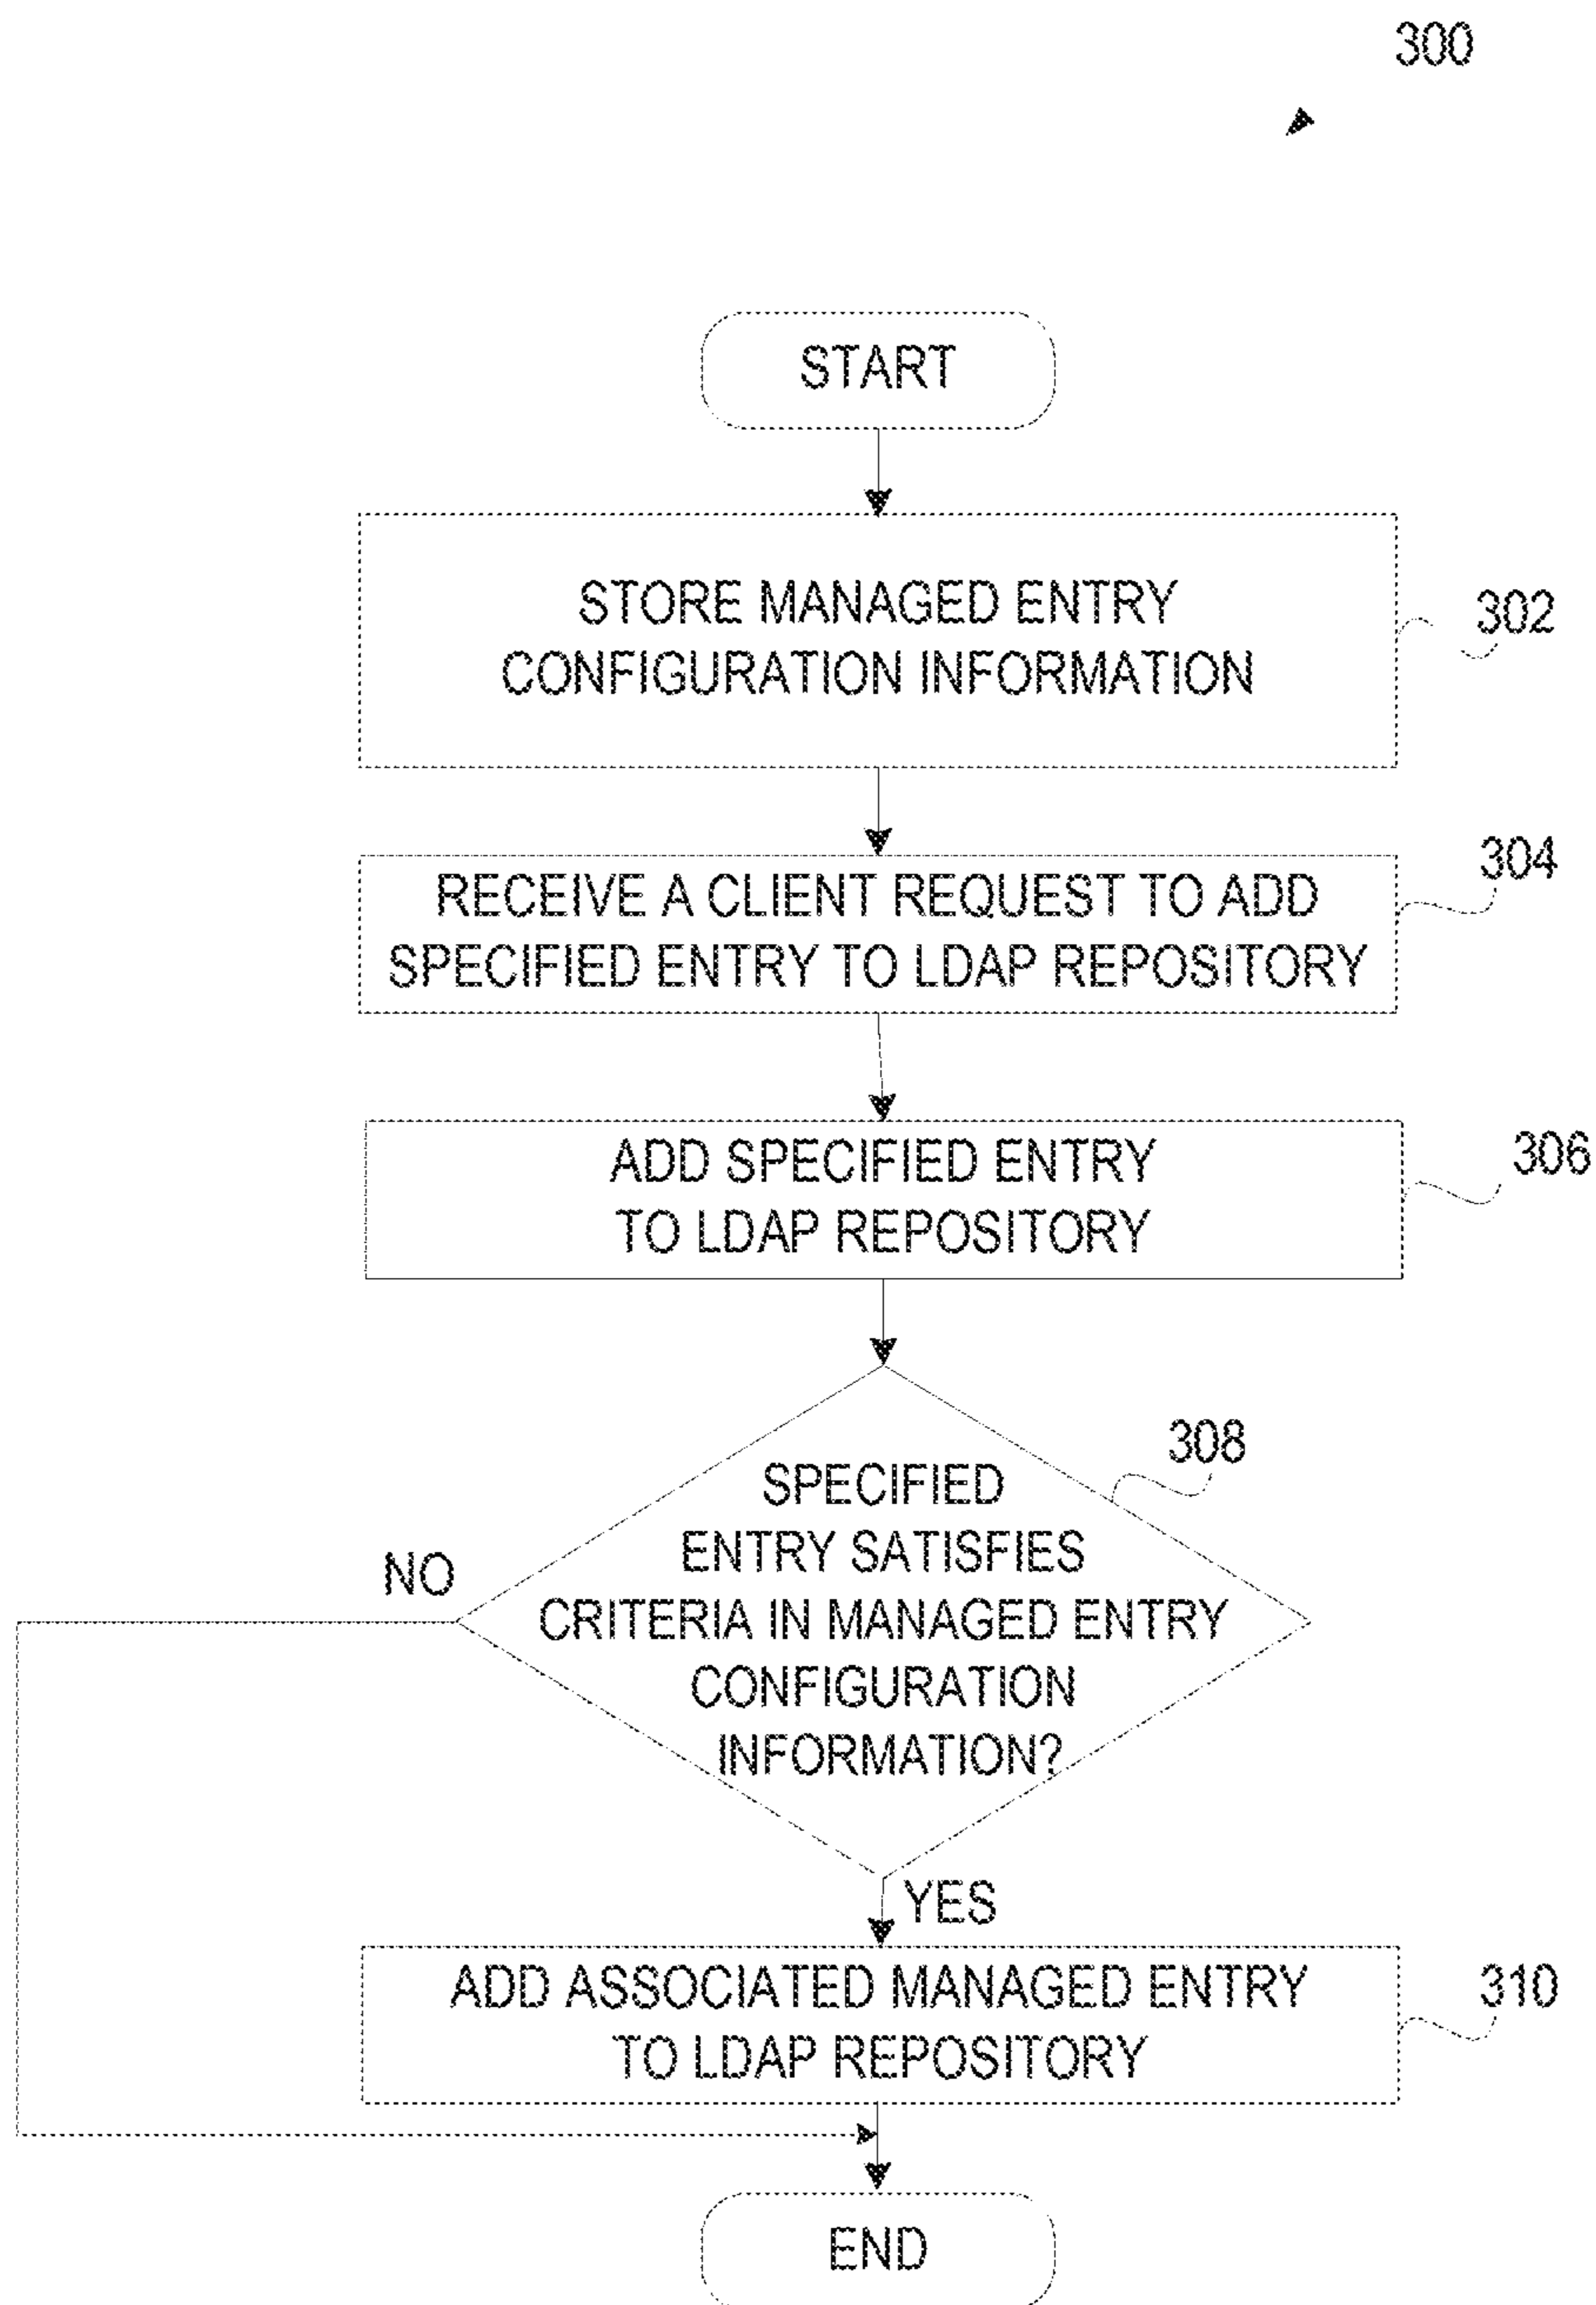 300
START
STORE MANAGED ENTRY
CONFIGURATION INFORMATION
302
RECEIVE A CLIENT REQUEST TO ADD
SPECIFIED ENTRY TO LDAP REPOSITORY
304
ADD SPECIFIED ENTRY
TO LDAP REPOSITORY
306
SPECIFIED
ENTRY SATISFIES
CRITERIA IN MANAGED ENTRY
CONFIGURATION
INFORMATION?
308
NO
YES
ADD ASSOCIATED MANAGED ENTRY
TO LDAP REPOSITORY
310
END